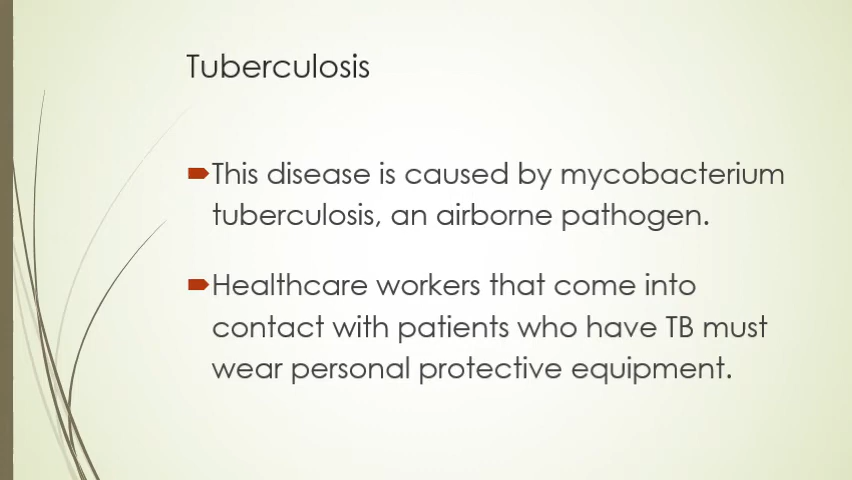 Tuberculosis
This disease is caused by mycobacterium
tuberculosis, an airborne pathogen.
Healthcare workers that come into
contact with patients who have TB must
wear personal protective equipment.